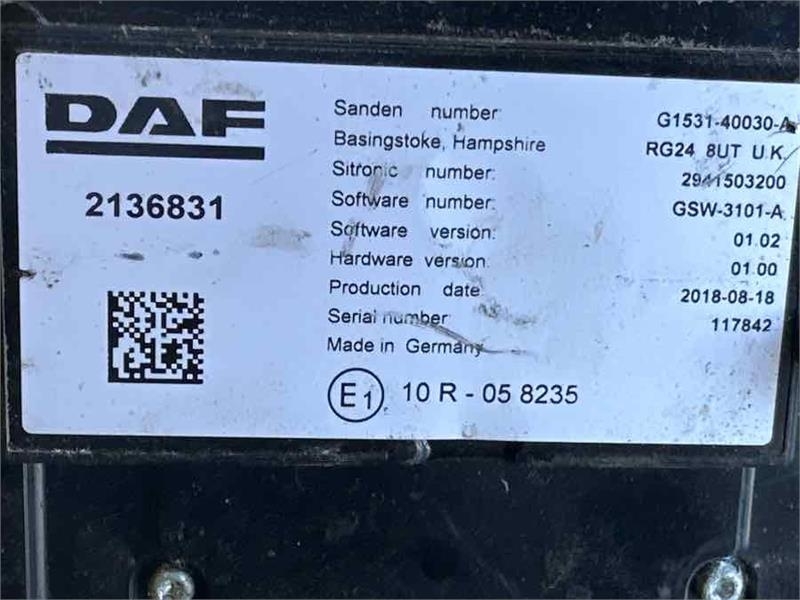 DAF
2136831
Sanden number: G1531-40030-A
Basingstoke, Hampshire RG24 8UT U.K.
Sitronic number: 2941503200
Software number: GSW-3101-A
Software version: 01.02
Hardware version: 01.00
Production date: 2018-08-18
Serial number: 117842
Made in Germany
E1 10 R - 05 8235